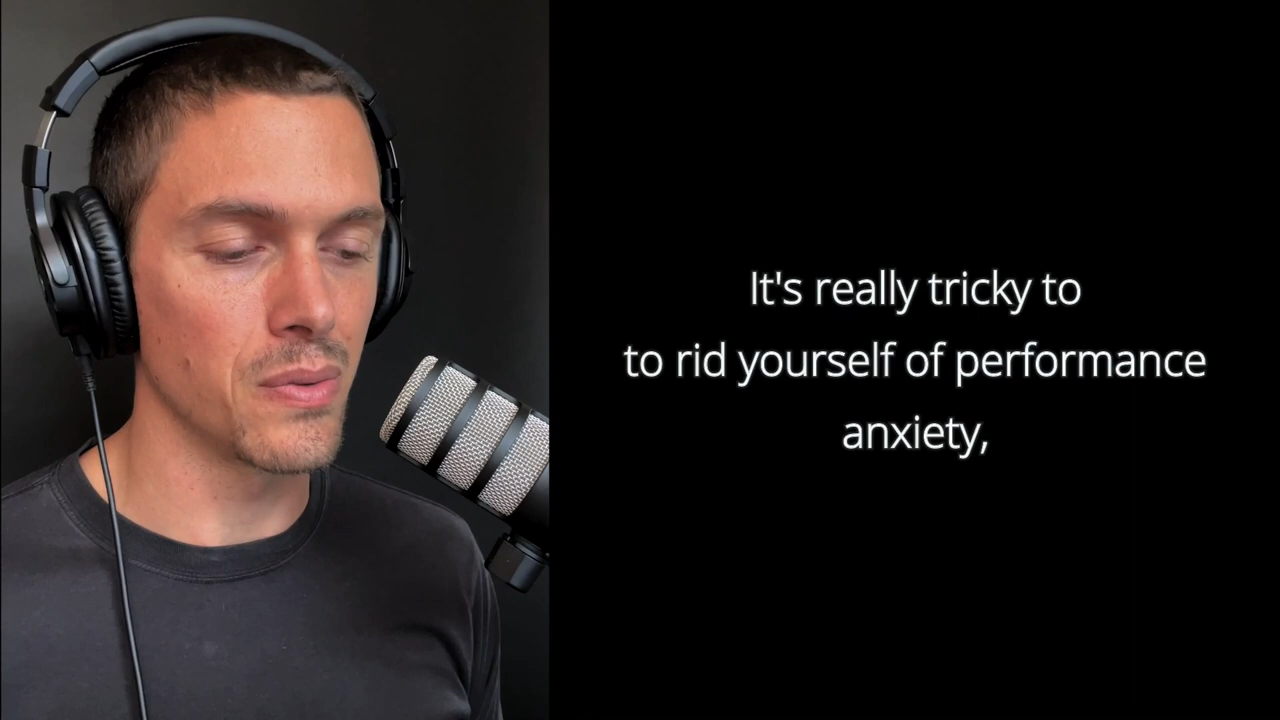 It's really tricky to
to rid yourself of performance
anxiety,